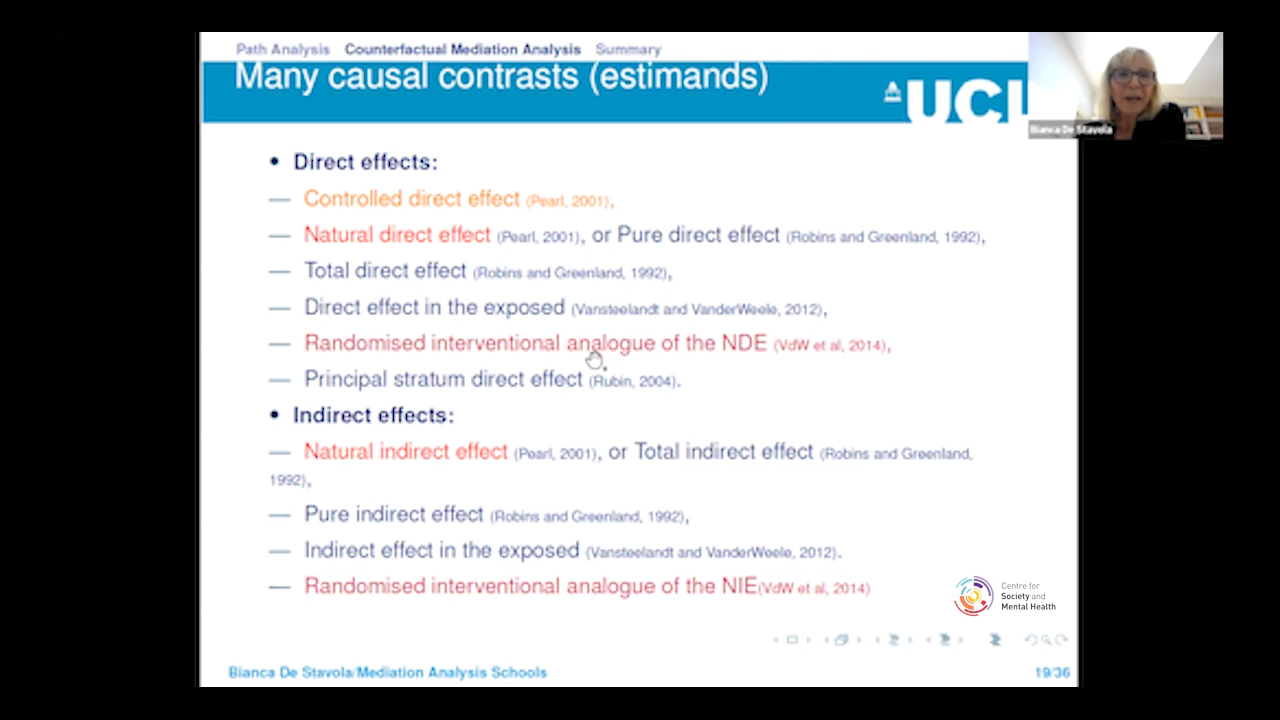 Path Analysis Counterfactual Mediation Analysis Summary
Many causal contrasts (estimands)
UCL
Bianca De Stavola
• Direct effects:
— Controlled direct effect (Pearl, 2001),
— Natural direct effect (Pearl, 2001), or Pure direct effect (Robins and Greenland, 1992),
— Total direct effect (Robins and Greenland, 1992),
— Direct effect in the exposed (Vansteelandt and VanderWeele, 2012),
— Randomised interventional analogue of the NDE (VdW et al, 2014),
— Principal stratum direct effect (Rubin, 2004).
• Indirect effects:
— Natural indirect effect (Pearl, 2001), or Total indirect effect (Robins and Greenland,
1992),
— Pure indirect effect (Robins and Greenland, 1992),
— Indirect effect in the exposed (Vansteelandt and VanderWeele, 2012).
— Randomised interventional analogue of the NIE(VdW et al, 2014)
Centre for
Society and
Mental Health
Bianca De Stavola/Mediation Analysis Schools 19/36